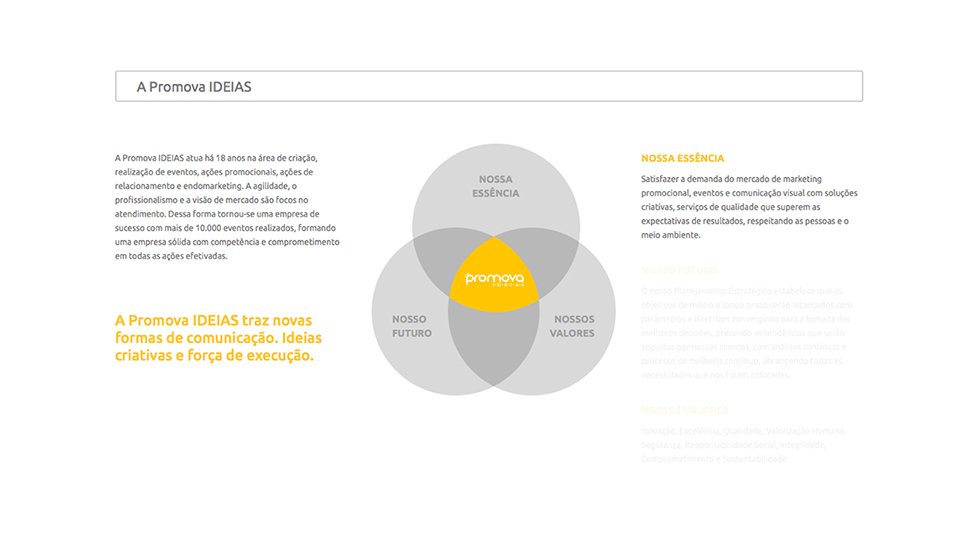 A Promova IDEIAS
A Promova IDEIAS atua há 18 anos na área de criação,
realização de eventos, ações promocionais, ações de
relacionamento e endomarketing. A agilidade, o
profissionalismo e a visão de mercado são focos no
atendimento. Dessa forma tornou-se uma empresa de
sucesso com mais de 10.000 eventos realizados, formando
uma empresa sólida com competência e comprometimento
em todas as ações efetivadas.
A Promova IDEIAS traz novas
formas de comunicação. Ideias
criativas e força de execução.
NOSSA
ESSÊNCIA
promova
IDEIAS
NOSSO
FUTURO
NOSSOS
VALORES
NOSSA ESSÊNCIA
Satisfazer a demanda do mercado de marketing
promocional, eventos e comunicação visual com soluções
criativas, serviços de qualidade que superem as
expectativas de resultados, respeitando as pessoas e o
meio ambiente.
NOSSO FUTURO
O nosso Planejamento Estratégico estabelece que os
objetivos de médio e longo prazo serão alcançados com
parâmetros e diretrizes convergindo para a tomada das
melhores decisões, prevendo as tendências que serão
seguidas por nossos clientes, com análises contínuas e
processo de melhoria contínua, abrangendo todas as
necessidades que nos forem colocadas.
NOSSOS VALORES
Inovação, Excelência, Qualidade, Valorização Humana,
Segurança, Responsabilidade Social, Integridade,
Comprometimento e Sustentabilidade.